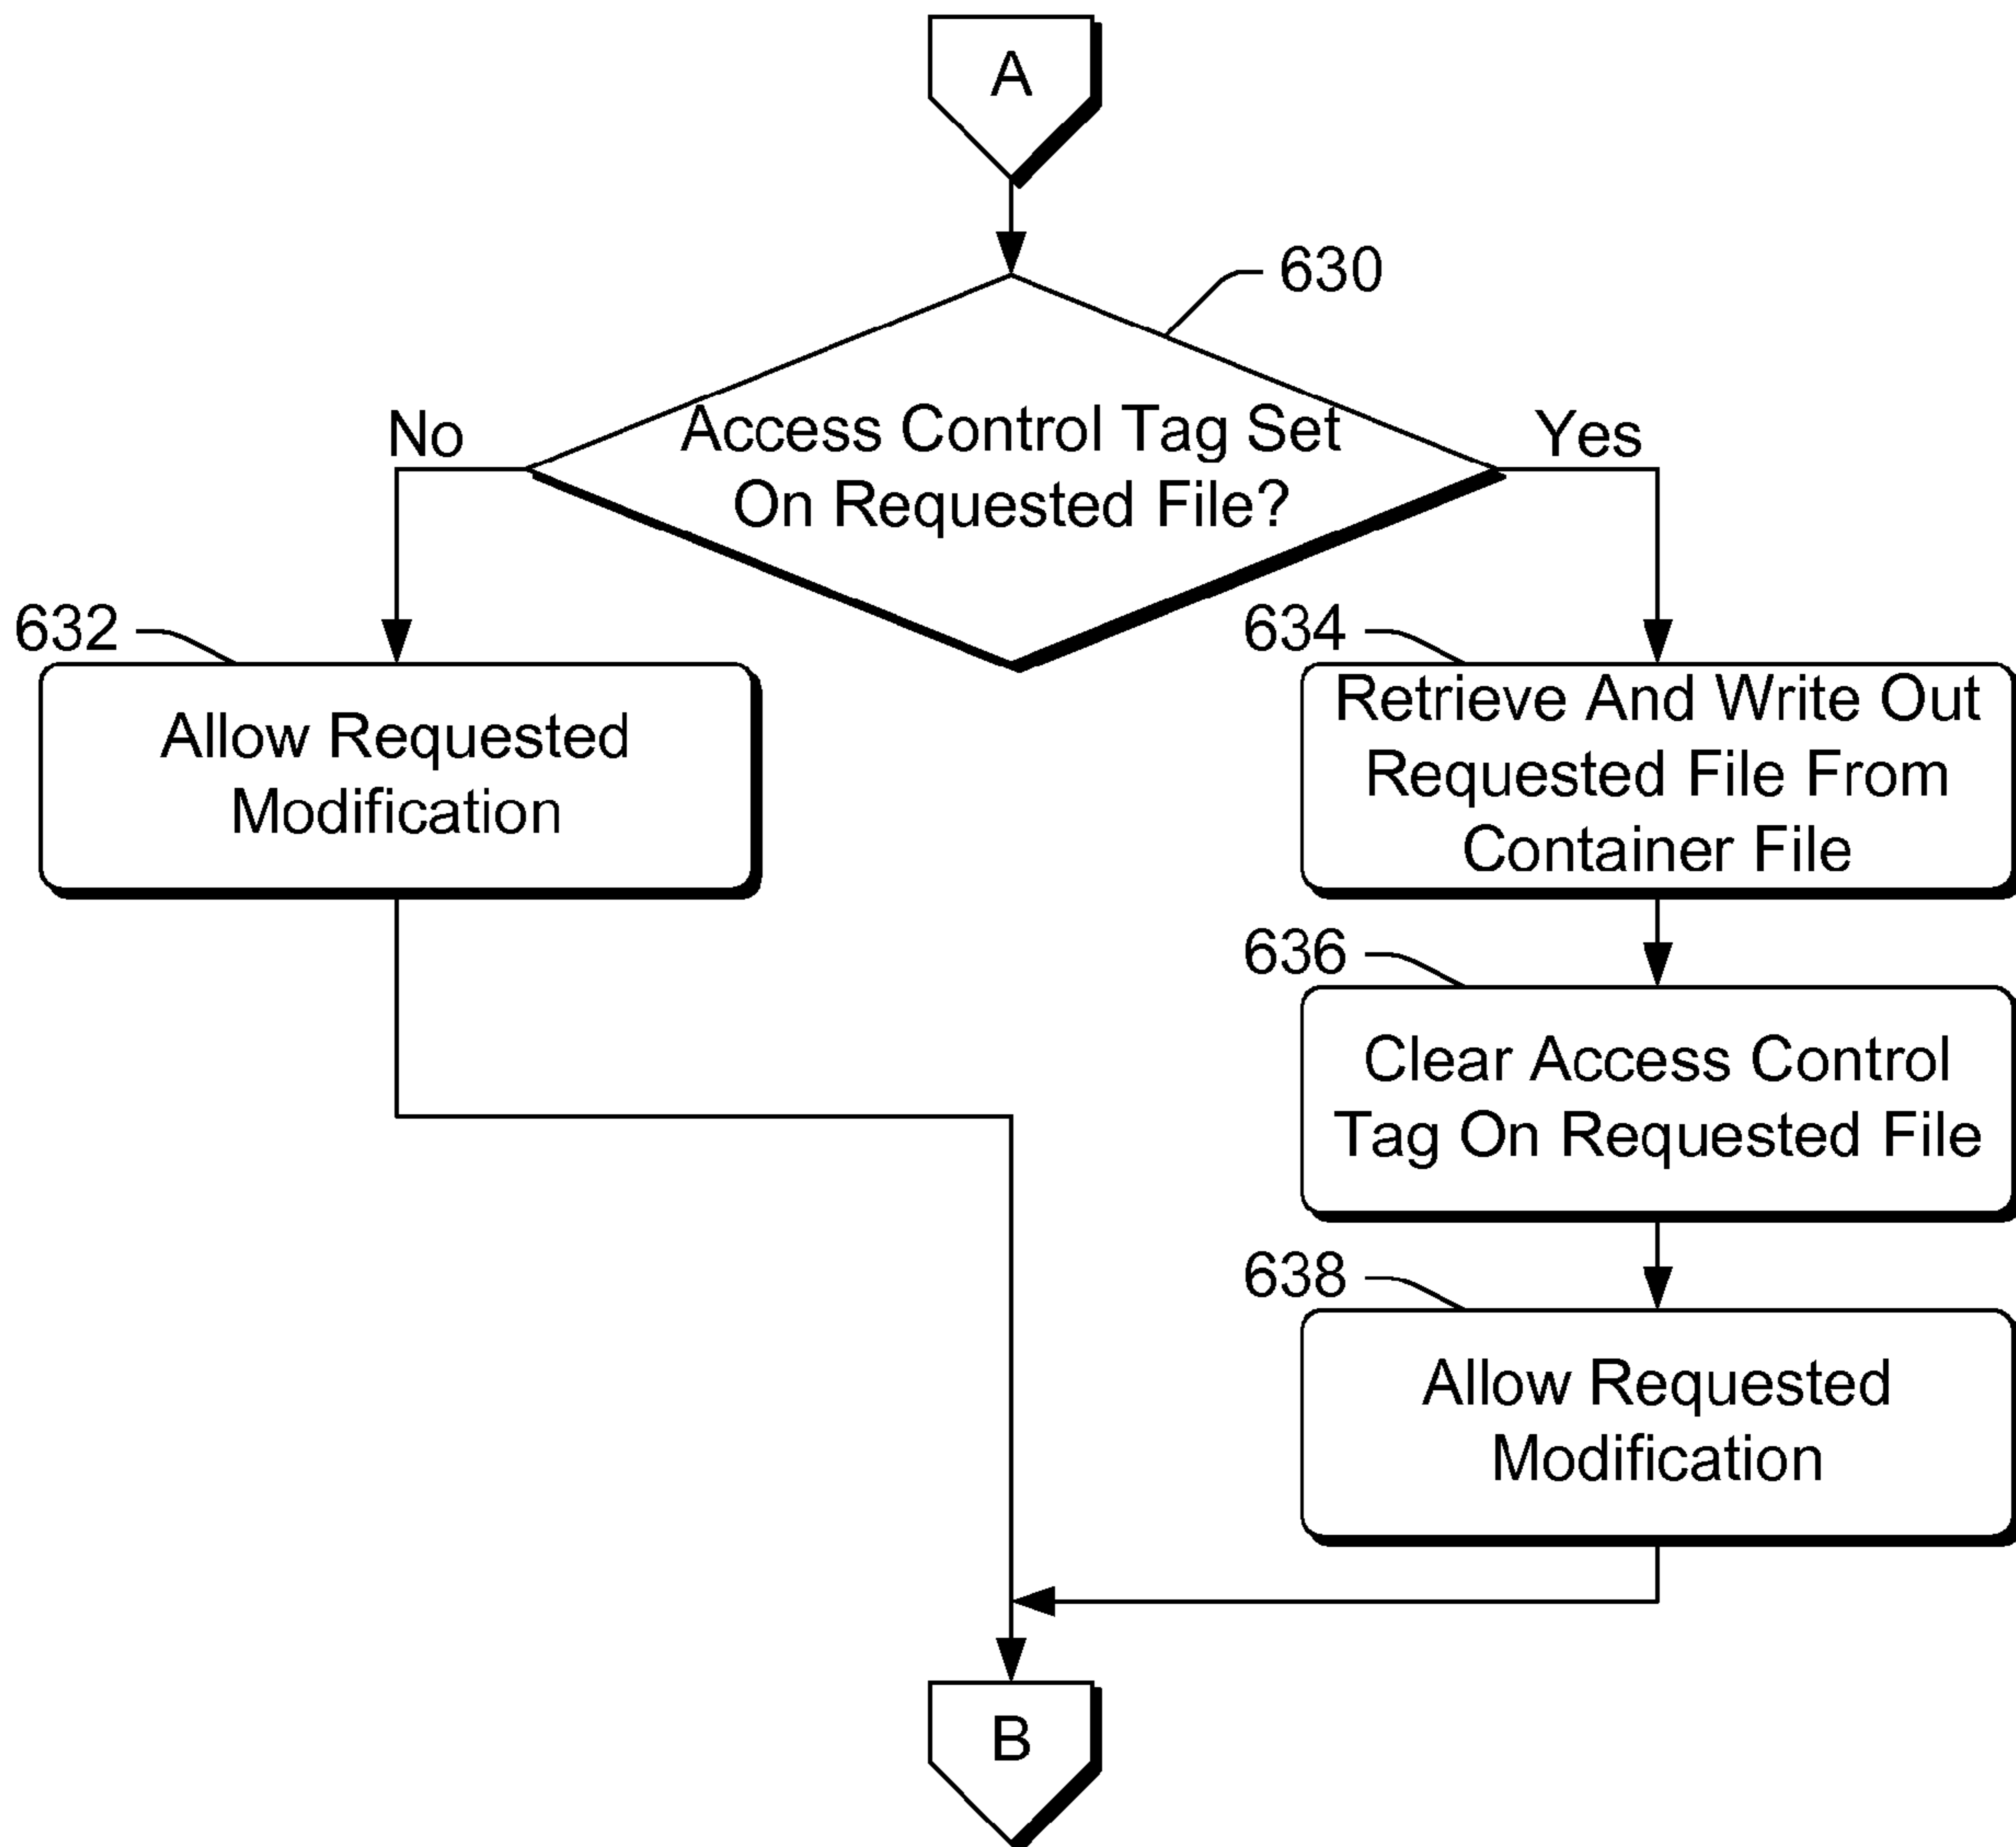 A
630
Access Control Tag Set
On Requested File?
No
Yes
632
Allow Requested
Modification
634
Retrieve And Write Out
Requested File From
Container File
636
Clear Access Control
Tag On Requested File
638
Allow Requested
Modification
B